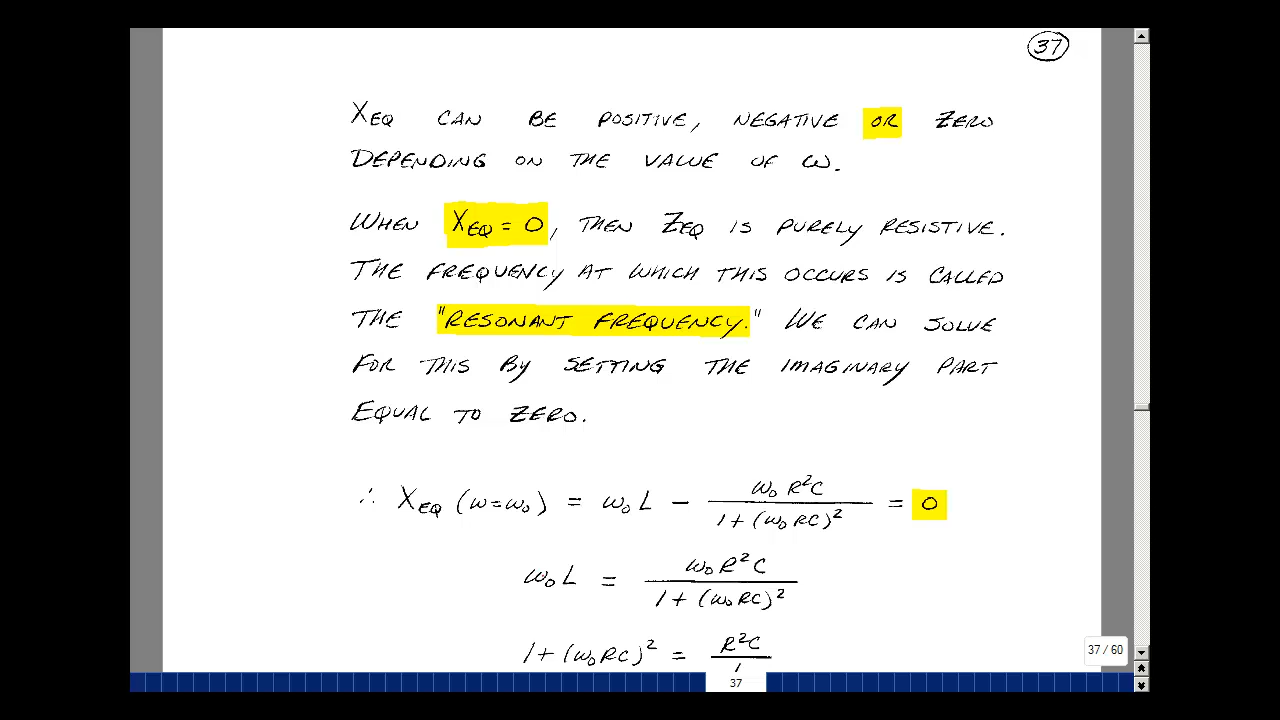 37
X_EQ CAN BE POSITIVE, NEGATIVE OR ZERO
DEPENDING ON THE VALUE OF ω.
WHEN X_EQ = 0, THEN Z_EQ IS PURELY RESISTIVE.
THE FREQUENCY AT WHICH THIS OCCURS IS CALLED
THE "RESONANT FREQUENCY." WE CAN SOLVE
FOR THIS BY SETTING THE IMAGINARY PART
EQUAL TO ZERO.
∴ X_EQ (ω=ω₀) = ω₀L − ω₀R²C / (1+(ω₀RC)²) = 0
ω₀L = ω₀R²C / (1+(ω₀RC)²)
1+(ω₀RC)² = R²C /
37 / 60
37